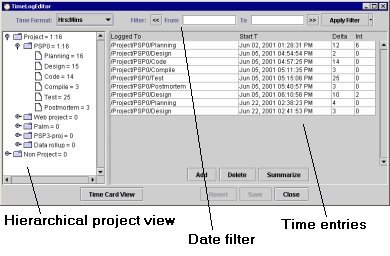 TimeLogEditor
Time Format: Hrs:Mins Filter: << From: To >> Apply Filter
Project = 1:16
PSP0 = 1:16
Planning = 16
Design = 15
Code = 14
Compile = 3
Test = 25
Postmortem = 3
Web project = 0
Palm = 0
PSP3-proj = 0
Data rollup = 0
Non Project = 0
Logged To Start T Delta Int
/Project/PSP0/Planning Jun 02, 2001 01:28:31 PM 12 6
/Project/PSP0/Design Jun 05, 2001 04:54:54 PM 2 0
/Project/PSP0/Code Jun 05, 2001 04:57:25 PM 14 0
/Project/PSP0/Compile Jun 05, 2001 05:11:35 PM 3 0
/Project/PSP0/Test Jun 05, 2001 05:15:06 PM 25 0
/Project/PSP0/Postmortem Jun 05, 2001 05:40:57 PM 3 0
/Project/PSP0/Design Jun 05, 2001 06:10:56 PM 10 2
/Project/PSP0/Planning Jun 22, 2001 02:38:23 PM 4 0
/Project/PSP0/Design Jun 22, 2001 02:41:53 PM 3 0
Add Delete Summarize
Time Card View Revert Save Close
Hierarchical project view
Time entries
Date filter